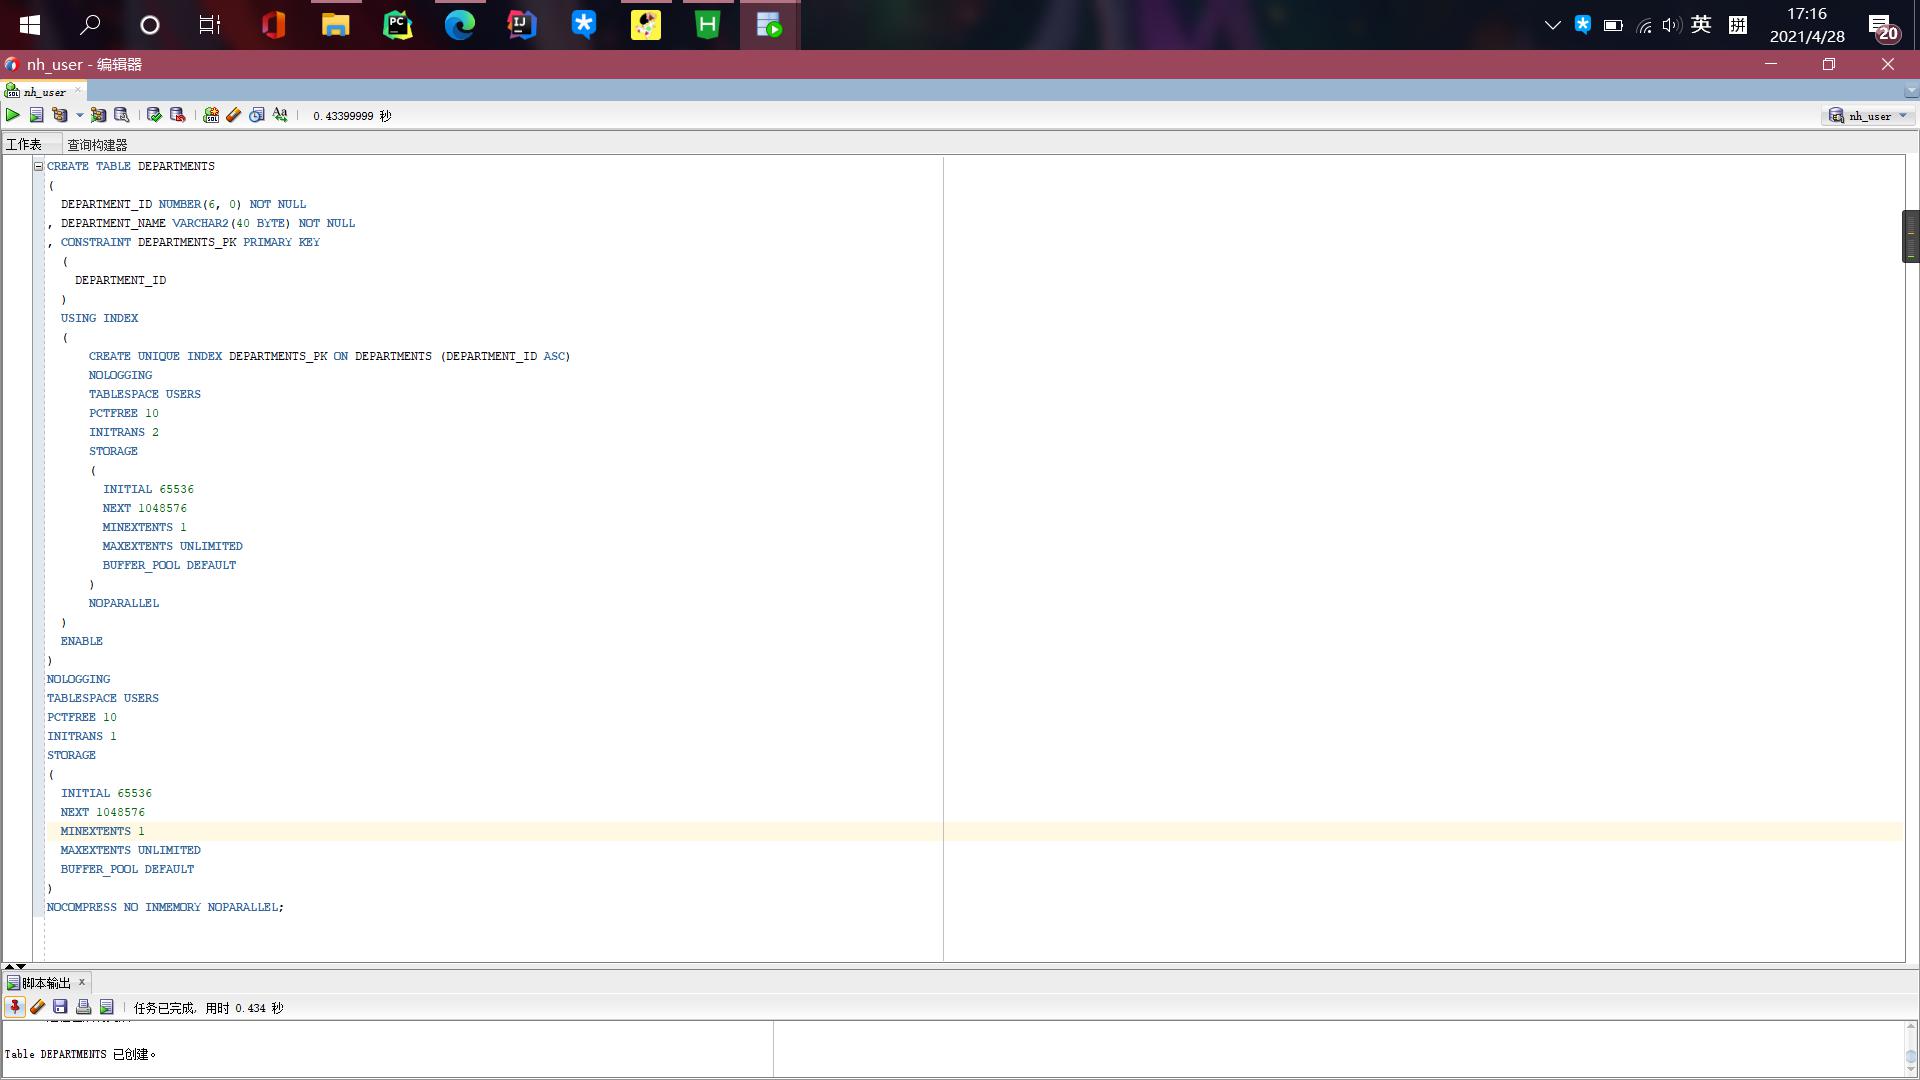 17:16
英
拼
2021/4/28
20
nh_user - 编辑器
nh_user
0.43399999 秒
nh_user
工作表
查询构建器
CREATE TABLE DEPARTMENTS
(
DEPARTMENT_ID NUMBER(6, 0) NOT NULL
, DEPARTMENT_NAME VARCHAR2(40 BYTE) NOT NULL
, CONSTRAINT DEPARTMENTS_PK PRIMARY KEY
(
DEPARTMENT_ID
)
USING INDEX
(
CREATE UNIQUE INDEX DEPARTMENTS_PK ON DEPARTMENTS (DEPARTMENT_ID ASC)
NOLOGGING
TABLESPACE USERS
PCTFREE 10
INITRANS 2
STORAGE
(
INITIAL 65536
NEXT 1048576
MINEXTENTS 1
MAXEXTENTS UNLIMITED
BUFFER_POOL DEFAULT
)
NOPARALLEL
)
ENABLE
)
NOLOGGING
TABLESPACE USERS
PCTFREE 10
INITRANS 1
STORAGE
(
INITIAL 65536
NEXT 1048576
MINEXTENTS 1
MAXEXTENTS UNLIMITED
BUFFER_POOL DEFAULT
)
NOCOMPRESS NO INMEMORY NOPARALLEL;
脚本输出
任务已完成, 用时 0.434 秒
Table DEPARTMENTS 已创建。